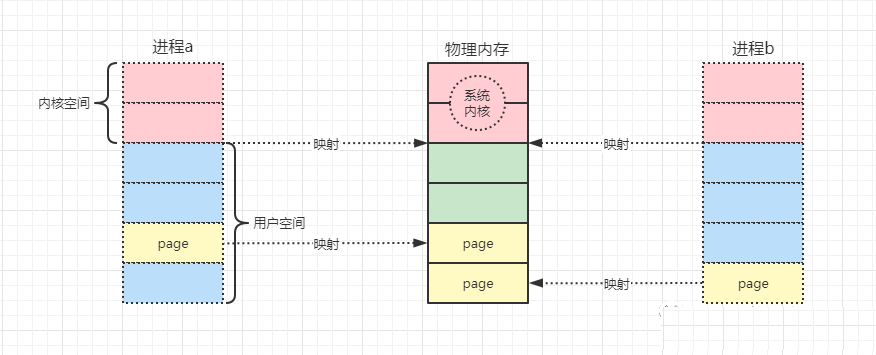 进程a
物理内存
进程b
内核空间
系统
内核
映射
映射
用户空间
page
映射
page
page
映射
page